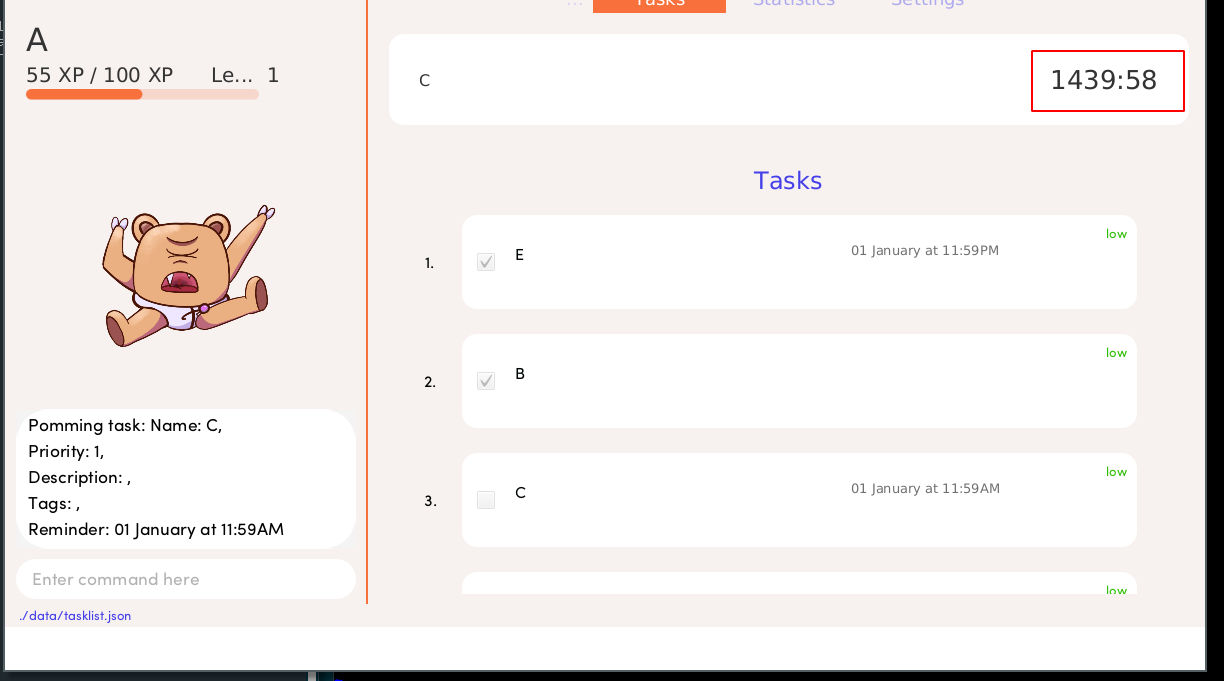 ... Tasks Statistics Settings
A
55 XP / 100 XP Le... 1
C 1439:58
Tasks
1. E 01 January at 11:59PM low
2. B low
3. C 01 January at 11:59AM low
low
Pomming task: Name: C,
Priority: 1,
Description: ,
Tags: ,
Reminder: 01 January at 11:59AM
Enter command here
./data/tasklist.json